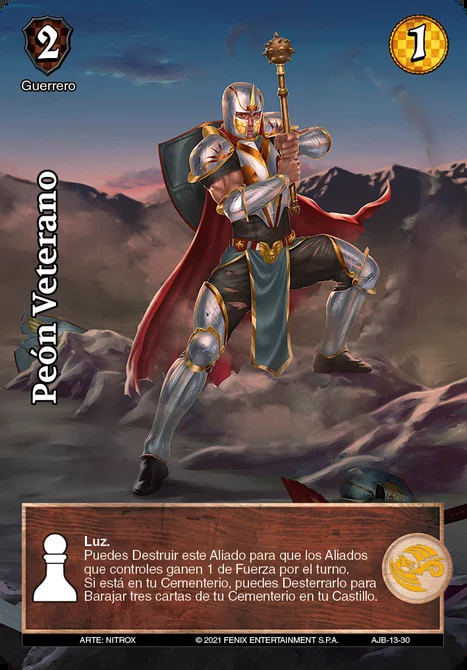 2
Guerrero
1
Peón Veterano
Luz.
Puedes Destruir este Aliado para que los Aliados
que controles ganen 1 de Fuerza por el turno.
Si está en tu Cementerio, puedes Desterrarlo para
Barajar tres cartas de tu Cementerio en tu Castillo.
ARTE: NITROX
© 2021 FENIX ENTERTAINMENT S.P.A.
AJB-13-30